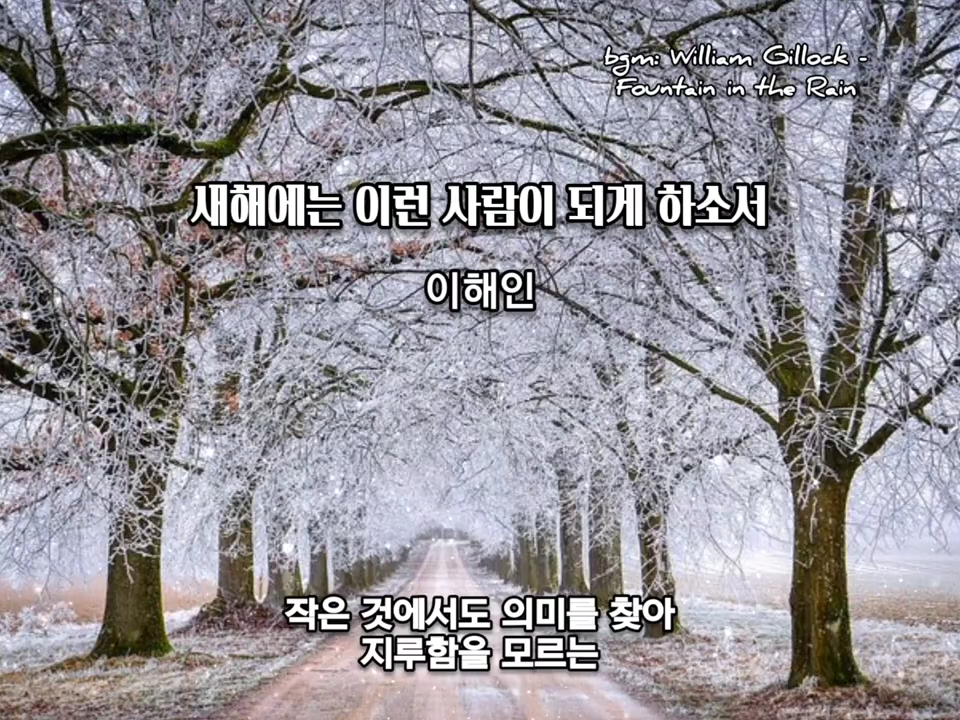 bgm: William Gillock -
Fountain in the Rain
새해에는 이런 사람이 되게 하소서
이해인
작은 것에서도 의미를 찾아
지루함을 모르는